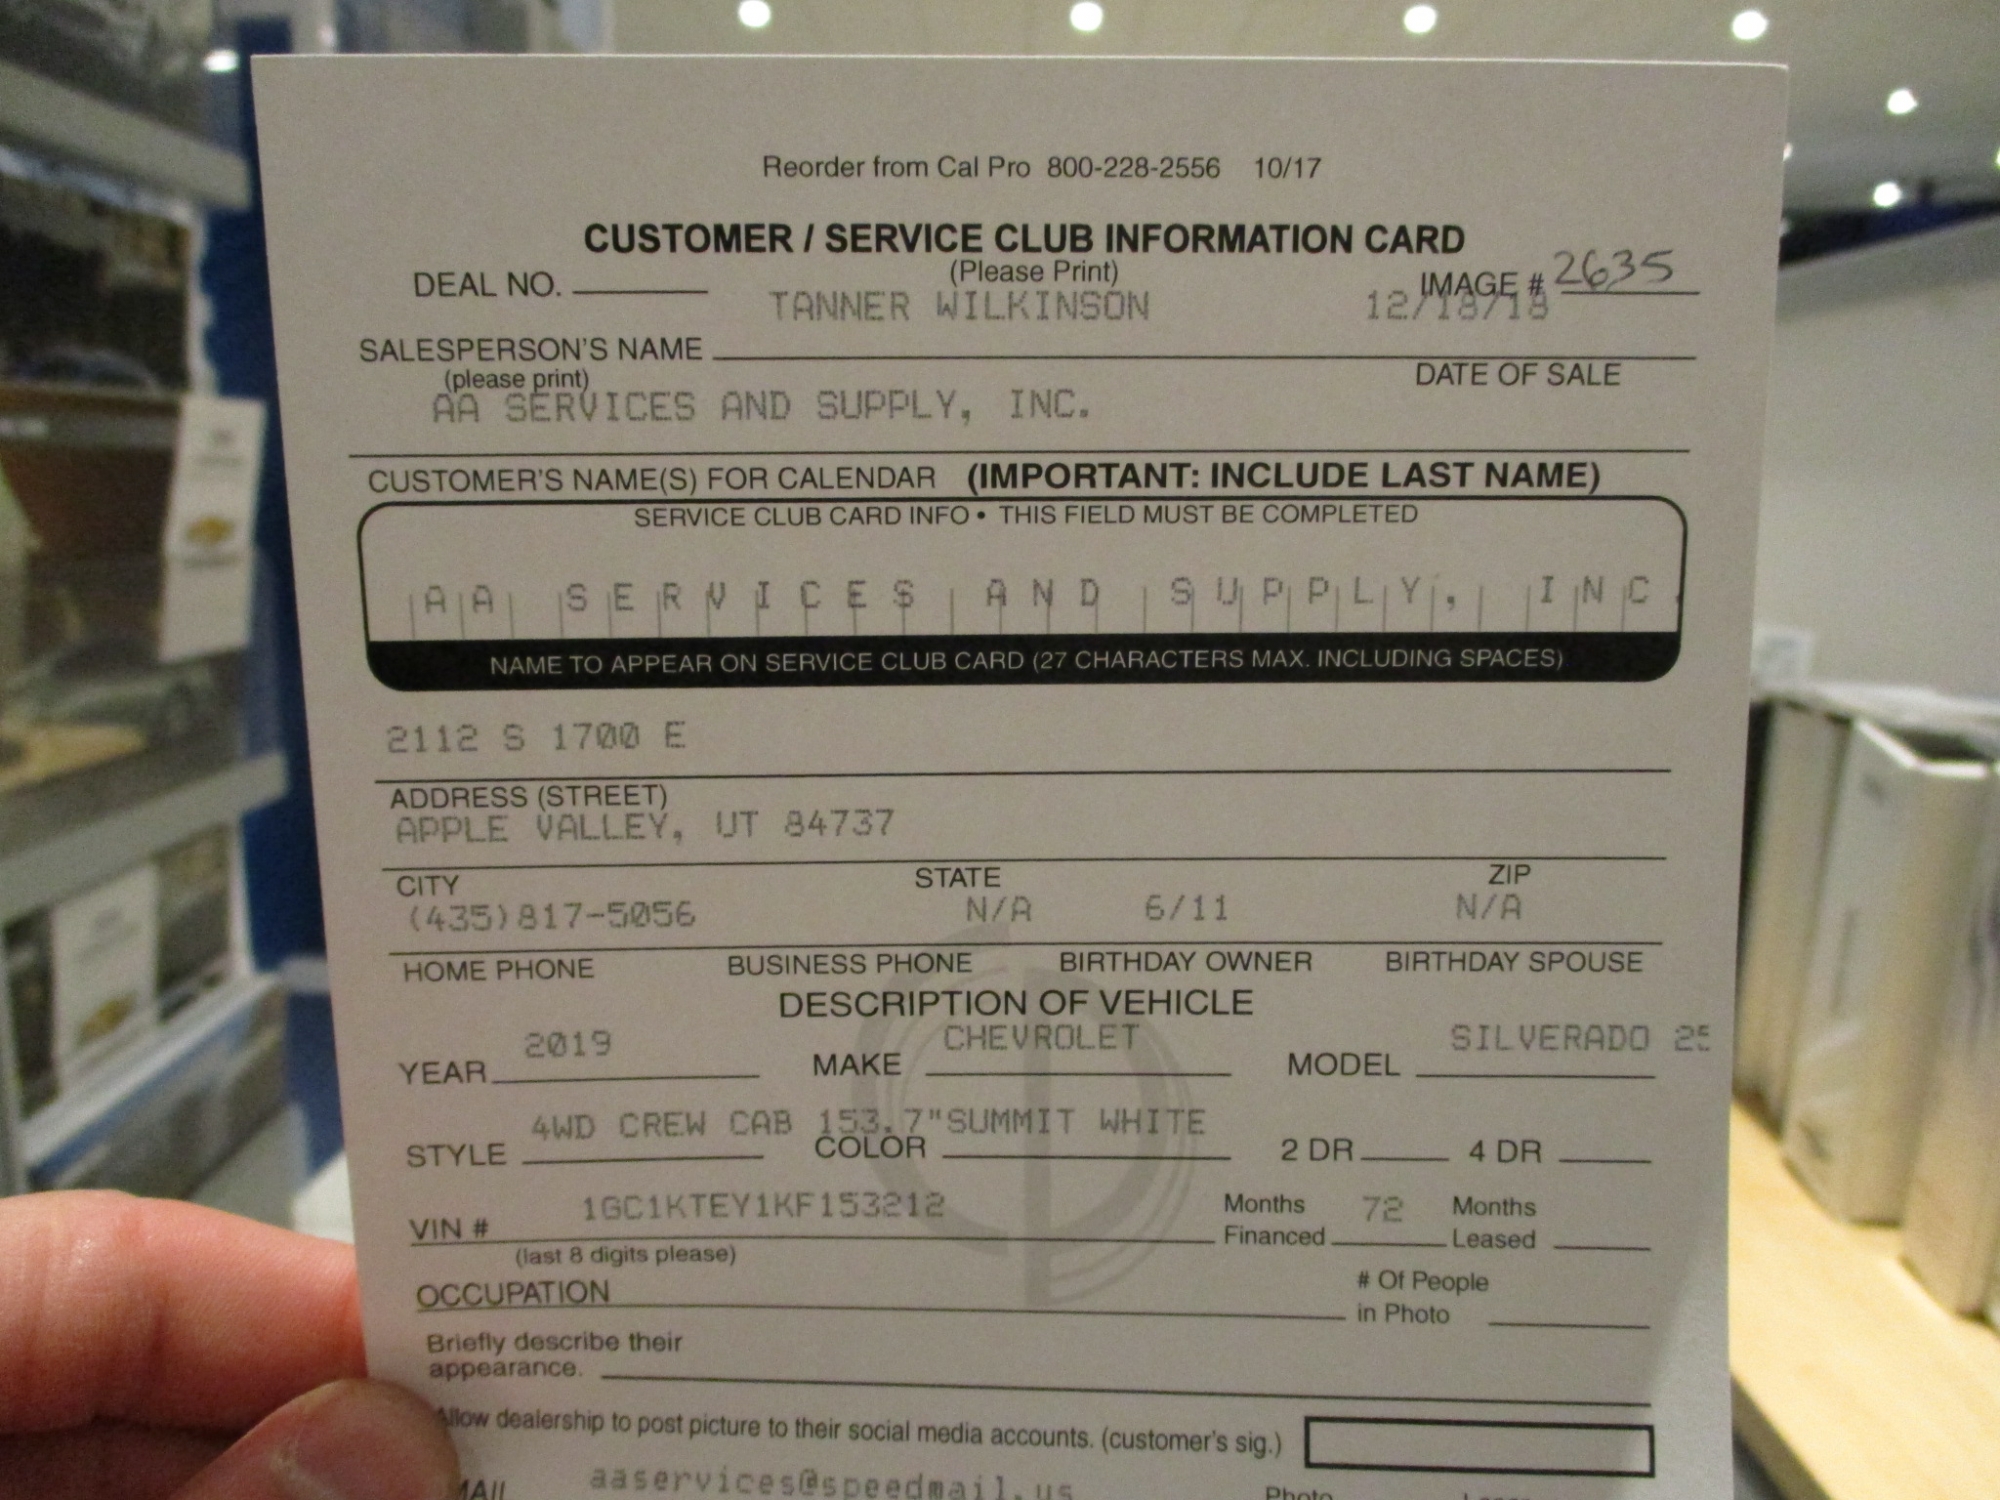 Reorder from Cal Pro 800-228-2556 10/17
CUSTOMER / SERVICE CLUB INFORMATION CARD
(Please Print)
DEAL NO. IMAGE # 2635
TANNER WILKINSON 12/18/18
SALESPERSON'S NAME
(please print) DATE OF SALE
AA SERVICES AND SUPPLY, INC.
CUSTOMER'S NAME(S) FOR CALENDAR (IMPORTANT: INCLUDE LAST NAME)
SERVICE CLUB CARD INFO • THIS FIELD MUST BE COMPLETED
AA SERVICES AND SUPPLY, INC.
NAME TO APPEAR ON SERVICE CLUB CARD (27 CHARACTERS MAX. INCLUDING SPACES)
2112 S 1700 E
ADDRESS (STREET)
APPLE VALLEY, UT 84737
CITY STATE ZIP
(435)817-5056 N/A 6/11 N/A
HOME PHONE BUSINESS PHONE BIRTHDAY OWNER BIRTHDAY SPOUSE
DESCRIPTION OF VEHICLE
2019 CHEVROLET SILVERADO 25
YEAR MAKE MODEL
4WD CREW CAB 153.7"SUMMIT WHITE
STYLE COLOR 2 DR 4 DR
1GC1KTEY1KF153212 Months 72 Months
VIN # Financed Leased
(last 8 digits please)
OCCUPATION # Of People
in Photo
Briefly describe their
appearance.
Allow dealership to post picture to their social media accounts. (customer's sig.)
aaservices@speedmail.us
MAIL Photo